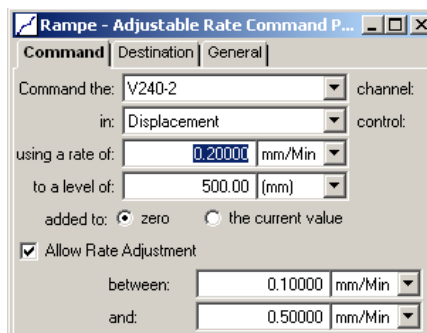 Rampe - Adjustable Rate Command P...
Command Destination General
Command the: V240-2 channel:
in: Displacement control:
using a rate of: 0.20000 mm/Min
to a level of: 500.00 (mm)
added to: zero the current value
Allow Rate Adjustment
between: 0.10000 mm/Min
and: 0.50000 mm/Min